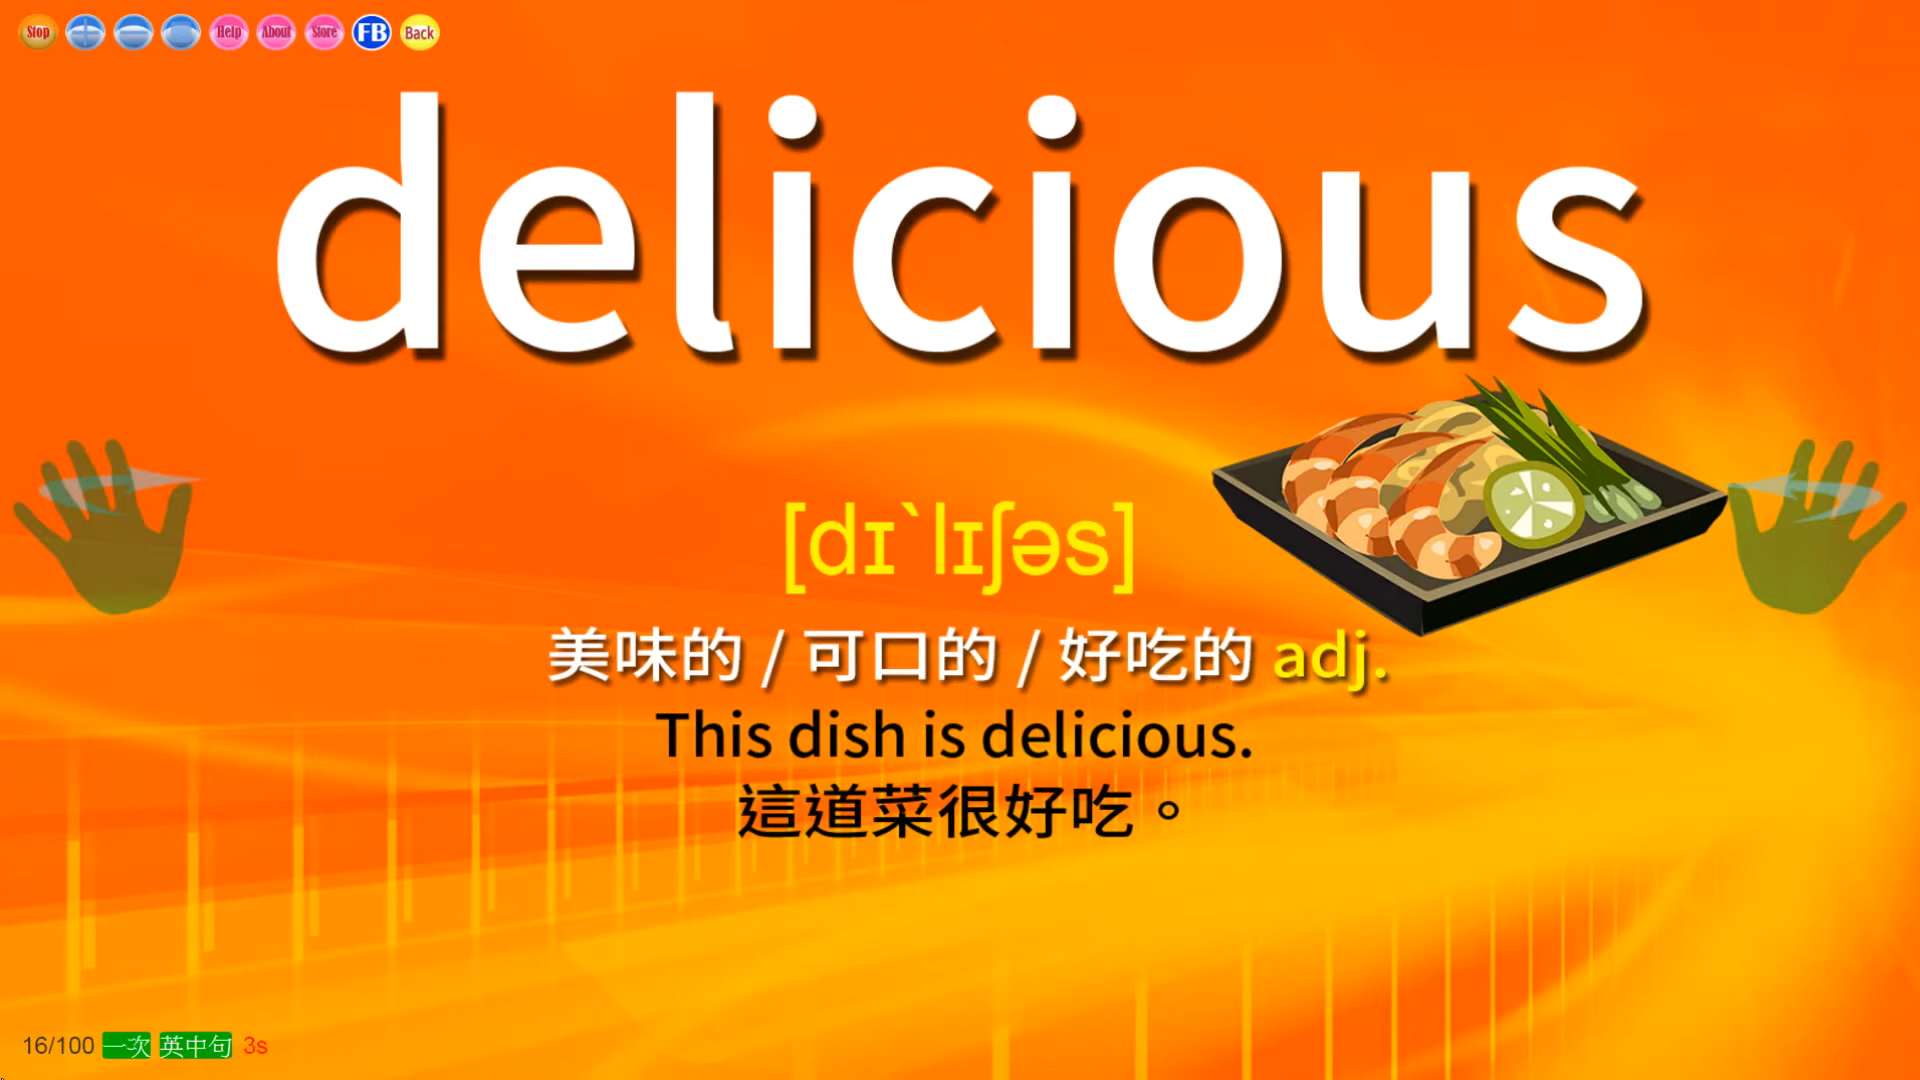 Stop Help About Store FB Back
delicious
[dɪˋlɪʃəs]
美味的 / 可口的 / 好吃的 adj.
This dish is delicious.
這道菜很好吃。
16/100 一次 英中句 3s